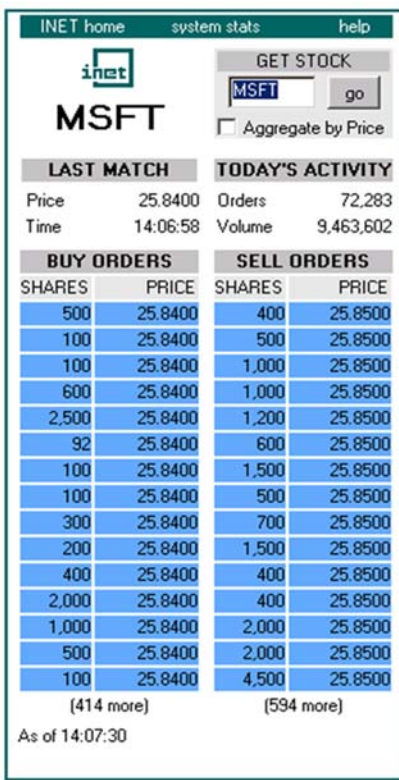 INET home system stats help
inet
MSFT
GET STOCK
MSFT go
Aggregate by Price
LAST MATCH TODAY'S ACTIVITY
Price 25.8400 Orders 72,283
Time 14:06:58 Volume 9,463,602
BUY ORDERS SELL ORDERS
SHARES PRICE SHARES PRICE
500 25.8400 400 25.8500
100 25.8400 500 25.8500
100 25.8400 1,000 25.8500
600 25.8400 1,000 25.8500
2,500 25.8400 1,200 25.8500
92 25.8400 600 25.8500
100 25.8400 1,500 25.8500
100 25.8400 500 25.8500
300 25.8400 700 25.8500
200 25.8400 1,500 25.8500
400 25.8400 400 25.8500
2,000 25.8400 400 25.8500
1,000 25.8400 2,000 25.8500
500 25.8400 2,000 25.8500
100 25.8400 4,500 25.8500
(414 more) (594 more)
As of 14:07:30